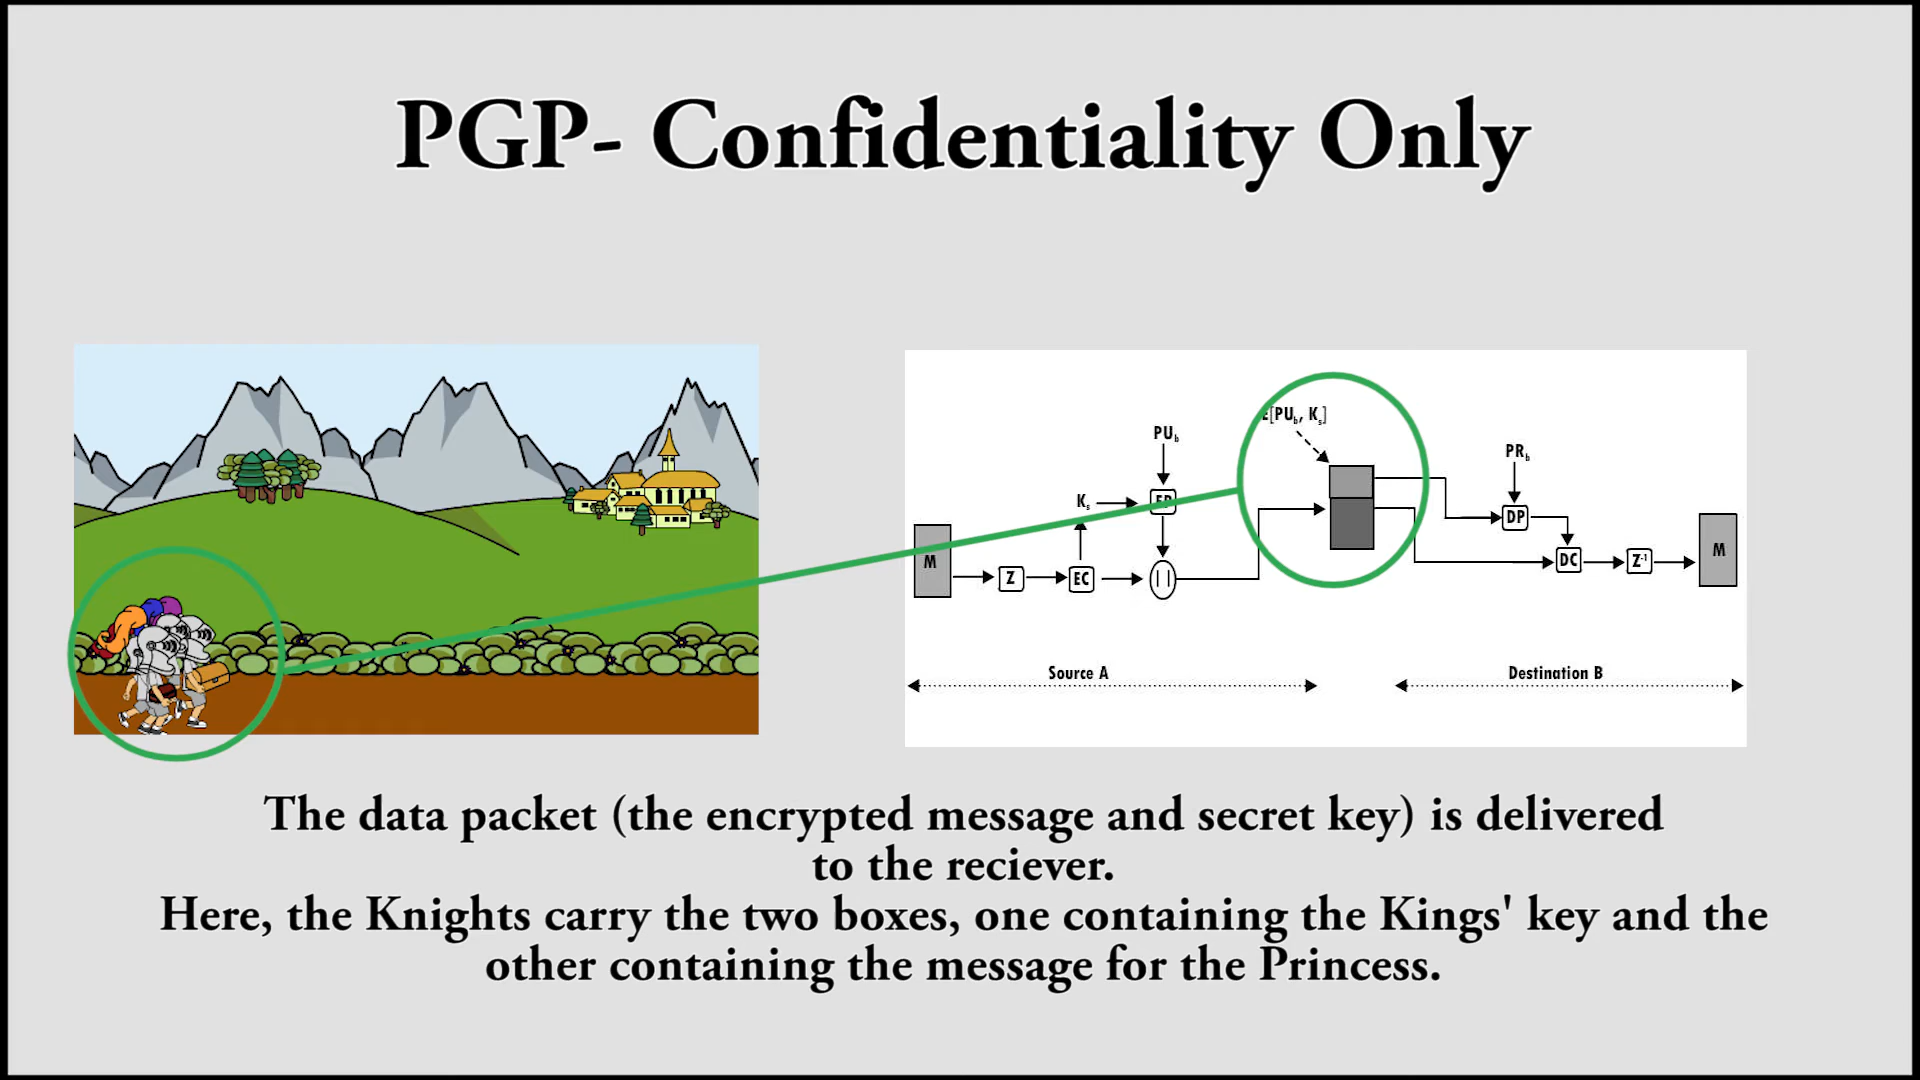 PGP- Confidentiality Only
E[PUb, Ks]
PUb
PRb
Ks
EP
DP
M
Z
EC
||
DC
Z-1
M
Source A
Destination B
The data packet (the encrypted message and secret key) is delivered
to the reciever.
Here, the Knights carry the two boxes, one containing the Kings' key and the
other containing the message for the Princess.